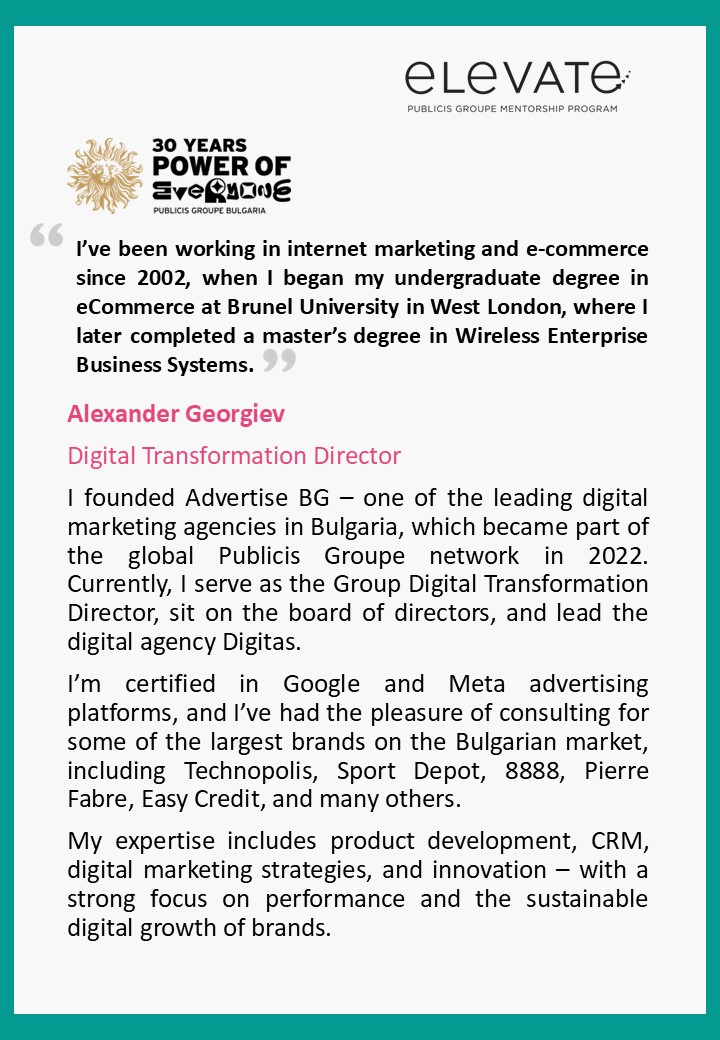 eLeVATe
PUBLICIS GROUPE MENTORSHIP PROGRAM
30 YEARS
POWER OF
EVERYONE
PUBLICIS GROUPE BULGARIA
“
I’ve been working in internet marketing and e-commerce
since 2002, when I began my undergraduate degree in
eCommerce at Brunel University in West London, where I
later completed a master’s degree in Wireless Enterprise
Business Systems. ”
Alexander Georgiev
Digital Transformation Director
I founded Advertise BG – one of the leading digital
marketing agencies in Bulgaria, which became part of
the global Publicis Groupe network in 2022.
Currently, I serve as the Group Digital Transformation
Director, sit on the board of directors, and lead the
digital agency Digitas.
I’m certified in Google and Meta advertising
platforms, and I’ve had the pleasure of consulting for
some of the largest brands on the Bulgarian market,
including Technopolis, Sport Depot, 8888, Pierre
Fabre, Easy Credit, and many others.
My expertise includes product development, CRM,
digital marketing strategies, and innovation – with a
strong focus on performance and the sustainable
digital growth of brands.